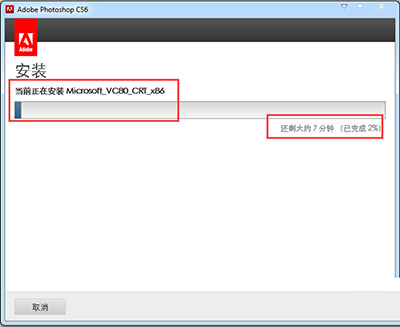 Adobe Photoshop CS6
Adobe
安装
当前正在安装 Microsoft_VC80_CRT_x86
还剩大约 7 分钟 （已完成 2%）
取消